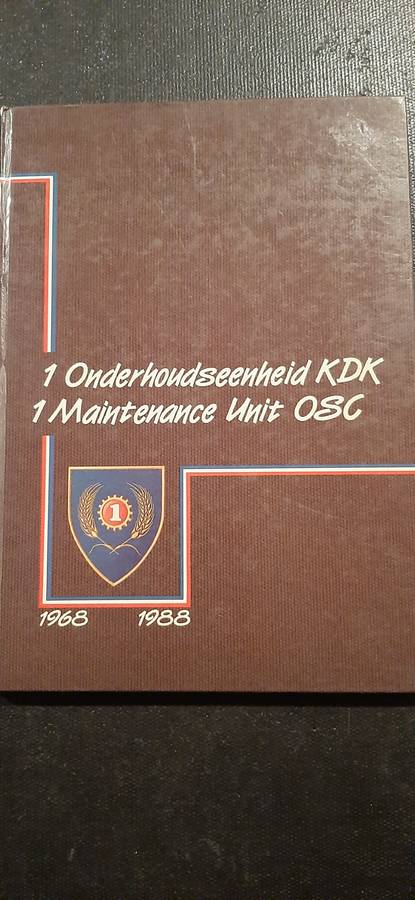 1 Onderhoudseenheid KDK
1 Maintenance Unit OSC
1
1968 1988